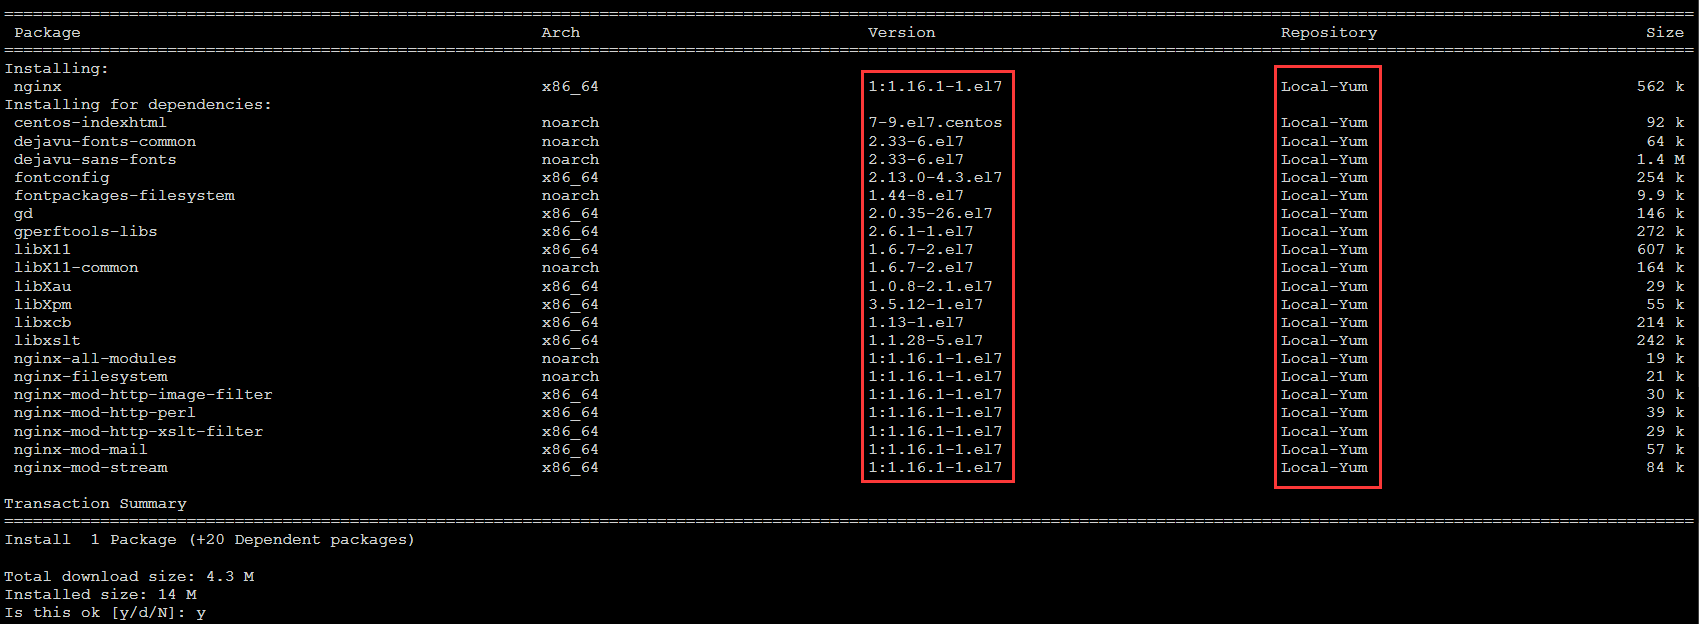 ================================================================================
Package Arch Version Repository Size
================================================================================
Installing:
nginx x86_64 1:1.16.1-1.el7 Local-Yum 562 k
Installing for dependencies:
centos-indexhtml noarch 7-9.el7.centos Local-Yum 92 k
dejavu-fonts-common noarch 2.33-6.el7 Local-Yum 64 k
dejavu-sans-fonts noarch 2.33-6.el7 Local-Yum 1.4 M
fontconfig x86_64 2.13.0-4.3.el7 Local-Yum 254 k
fontpackages-filesystem noarch 1.44-8.el7 Local-Yum 9.9 k
gd x86_64 2.0.35-26.el7 Local-Yum 146 k
gperftools-libs x86_64 2.6.1-1.el7 Local-Yum 272 k
libX11 x86_64 1.6.7-2.el7 Local-Yum 607 k
libX11-common noarch 1.6.7-2.el7 Local-Yum 164 k
libXau x86_64 1.0.8-2.1.el7 Local-Yum 29 k
libXpm x86_64 3.5.12-1.el7 Local-Yum 55 k
libxcb x86_64 1.13-1.el7 Local-Yum 214 k
libxslt x86_64 1.1.28-5.el7 Local-Yum 242 k
nginx-all-modules noarch 1:1.16.1-1.el7 Local-Yum 19 k
nginx-filesystem noarch 1:1.16.1-1.el7 Local-Yum 21 k
nginx-mod-http-image-filter x86_64 1:1.16.1-1.el7 Local-Yum 30 k
nginx-mod-http-perl x86_64 1:1.16.1-1.el7 Local-Yum 39 k
nginx-mod-http-xslt-filter x86_64 1:1.16.1-1.el7 Local-Yum 29 k
nginx-mod-mail x86_64 1:1.16.1-1.el7 Local-Yum 57 k
nginx-mod-stream x86_64 1:1.16.1-1.el7 Local-Yum 84 k
Transaction Summary
================================================================================
Install 1 Package (+20 Dependent packages)
Total download size: 4.3 M
Installed size: 14 M
Is this ok [y/d/N]: y